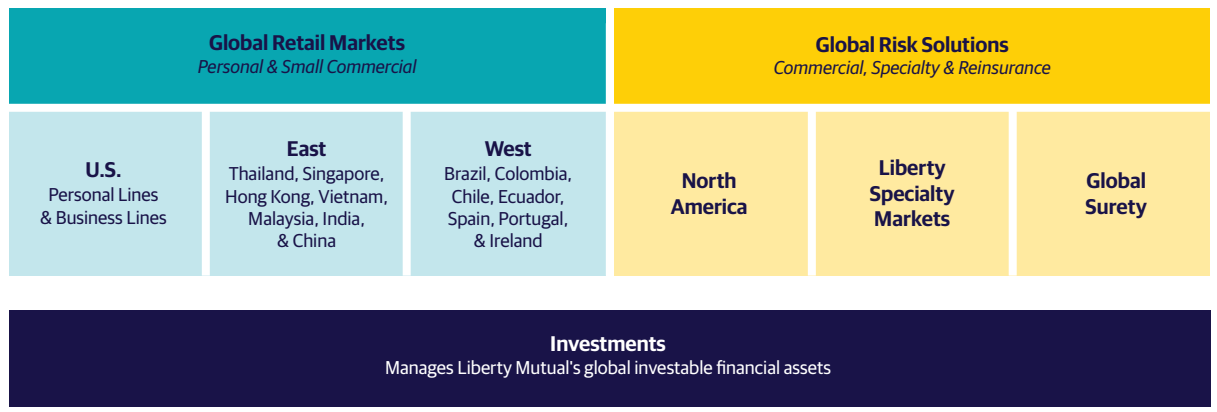 Global Retail Markets
Personal & Small Commercial
Global Risk Solutions
Commercial, Specialty & Reinsurance
U.S.
Personal Lines
& Business Lines
East
Thailand, Singapore,
Hong Kong, Vietnam,
Malaysia, India,
& China
West
Brazil, Colombia,
Chile, Ecuador,
Spain, Portugal,
& Ireland
North
America
Liberty
Specialty
Markets
Global
Surety
Investments
Manages Liberty Mutual's global investable financial assets